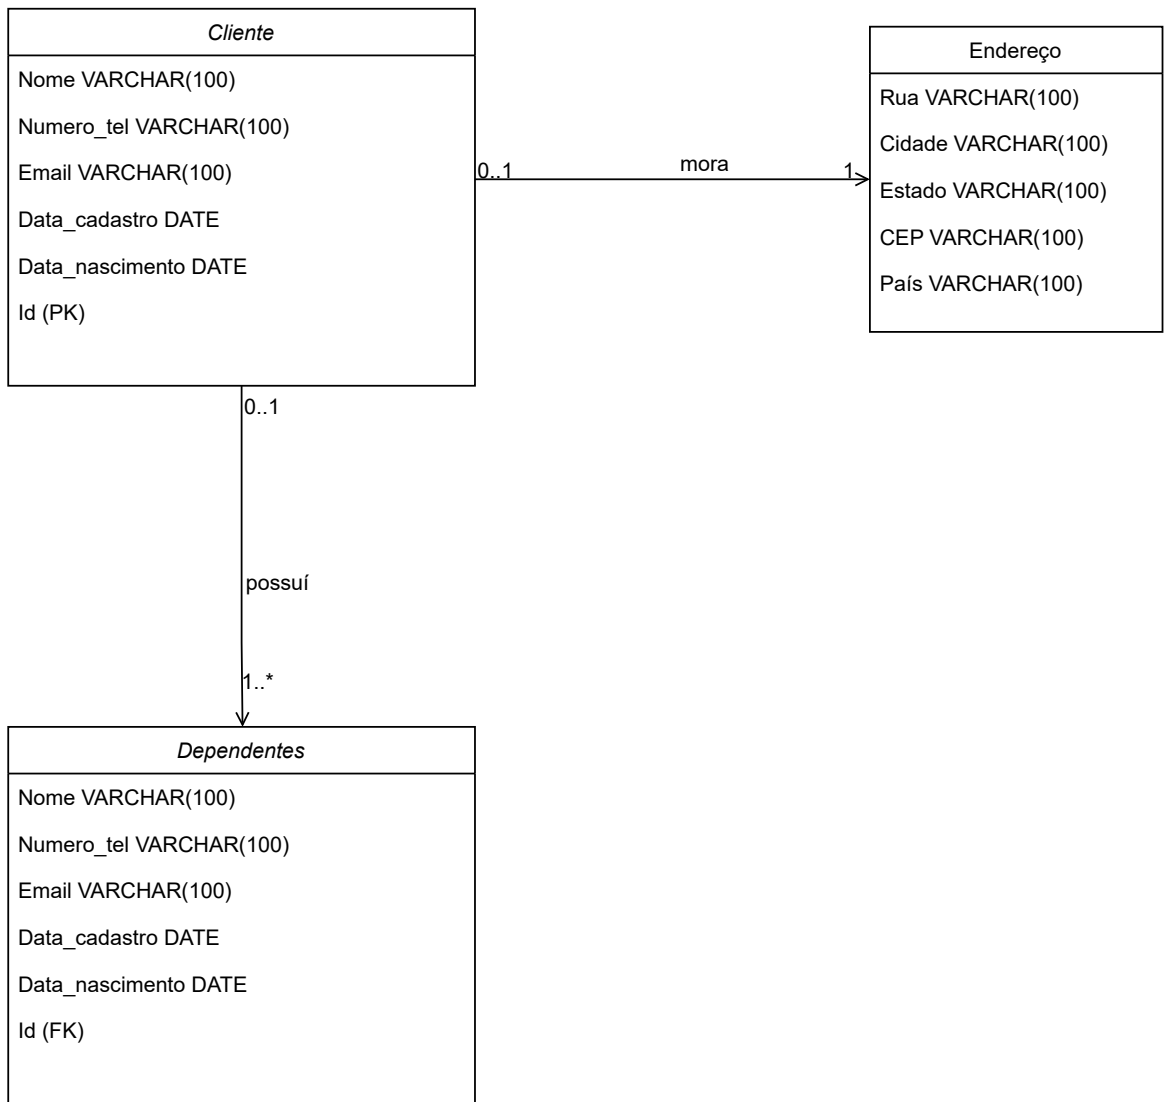 Cliente
Nome VARCHAR(100)
Numero_tel VARCHAR(100)
Email VARCHAR(100)
Data_cadastro DATE
Data_nascimento DATE
Id (PK)
0..1
mora
1
Endereço
Rua VARCHAR(100)
Cidade VARCHAR(100)
Estado VARCHAR(100)
CEP VARCHAR(100)
País VARCHAR(100)
0..1
possuí
1..*
Dependentes
Nome VARCHAR(100)
Numero_tel VARCHAR(100)
Email VARCHAR(100)
Data_cadastro DATE
Data_nascimento DATE
Id (FK)